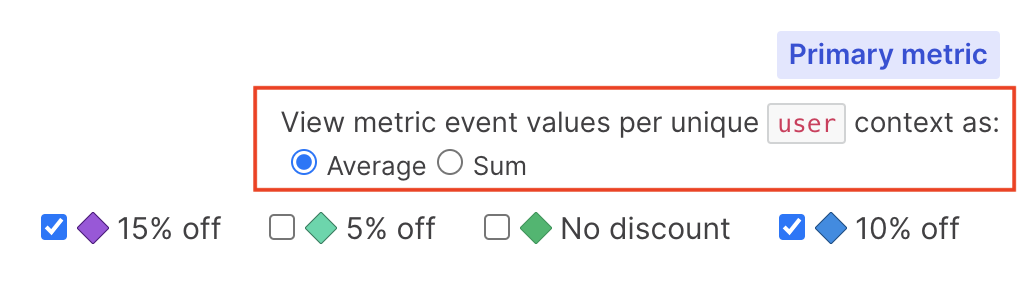 Primary metric
View metric event values per unique user context as:
Average Sum
15% off 5% off No discount 10% off